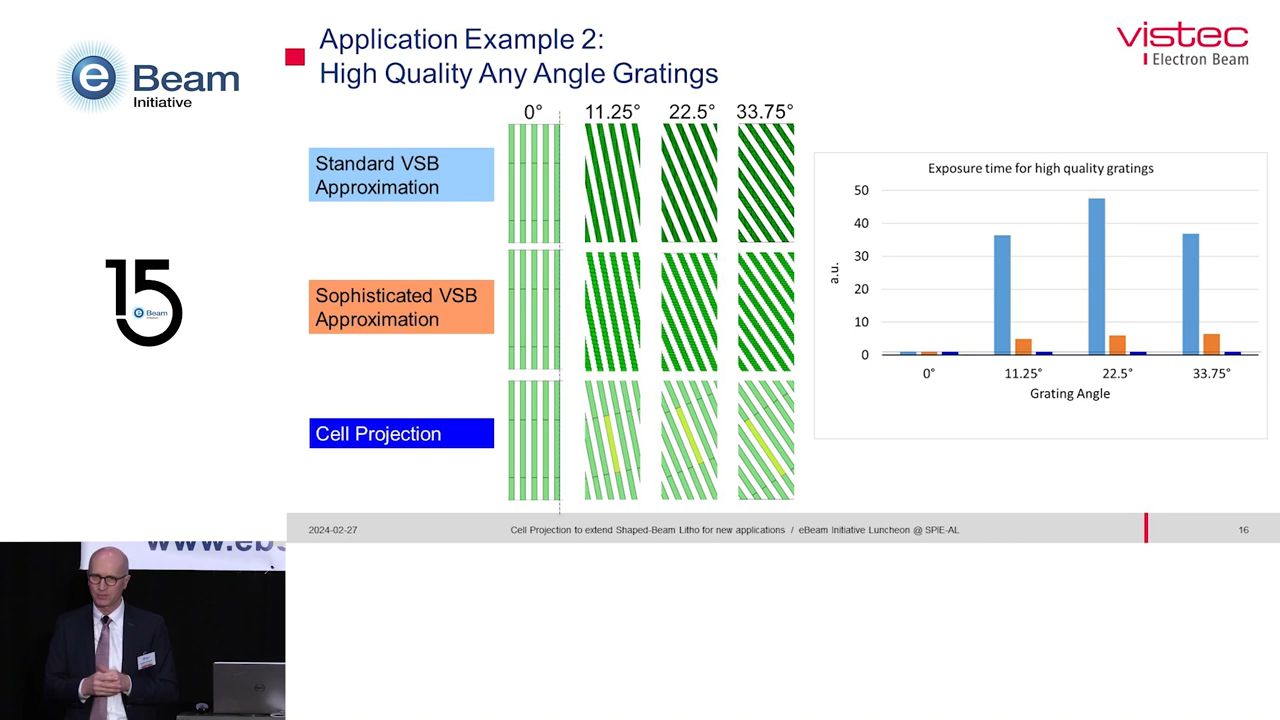 e Beam
Initiative
15
e Beam
Application Example 2:
High Quality Any Angle Gratings
vistec
Electron Beam
0° 11.25° 22.5° 33.75°
Standard VSB
Approximation
Sophisticated VSB
Approximation
Cell Projection
Exposure time for high quality gratings
50
40
30
20
10
0
a.u.
0° 11.25° 22.5° 33.75°
Grating Angle
2024-02-27 Cell Projection to extend Shaped-Beam Litho for new applications / eBeam Initiative Luncheon @ SPIE-AL 16
www.eb